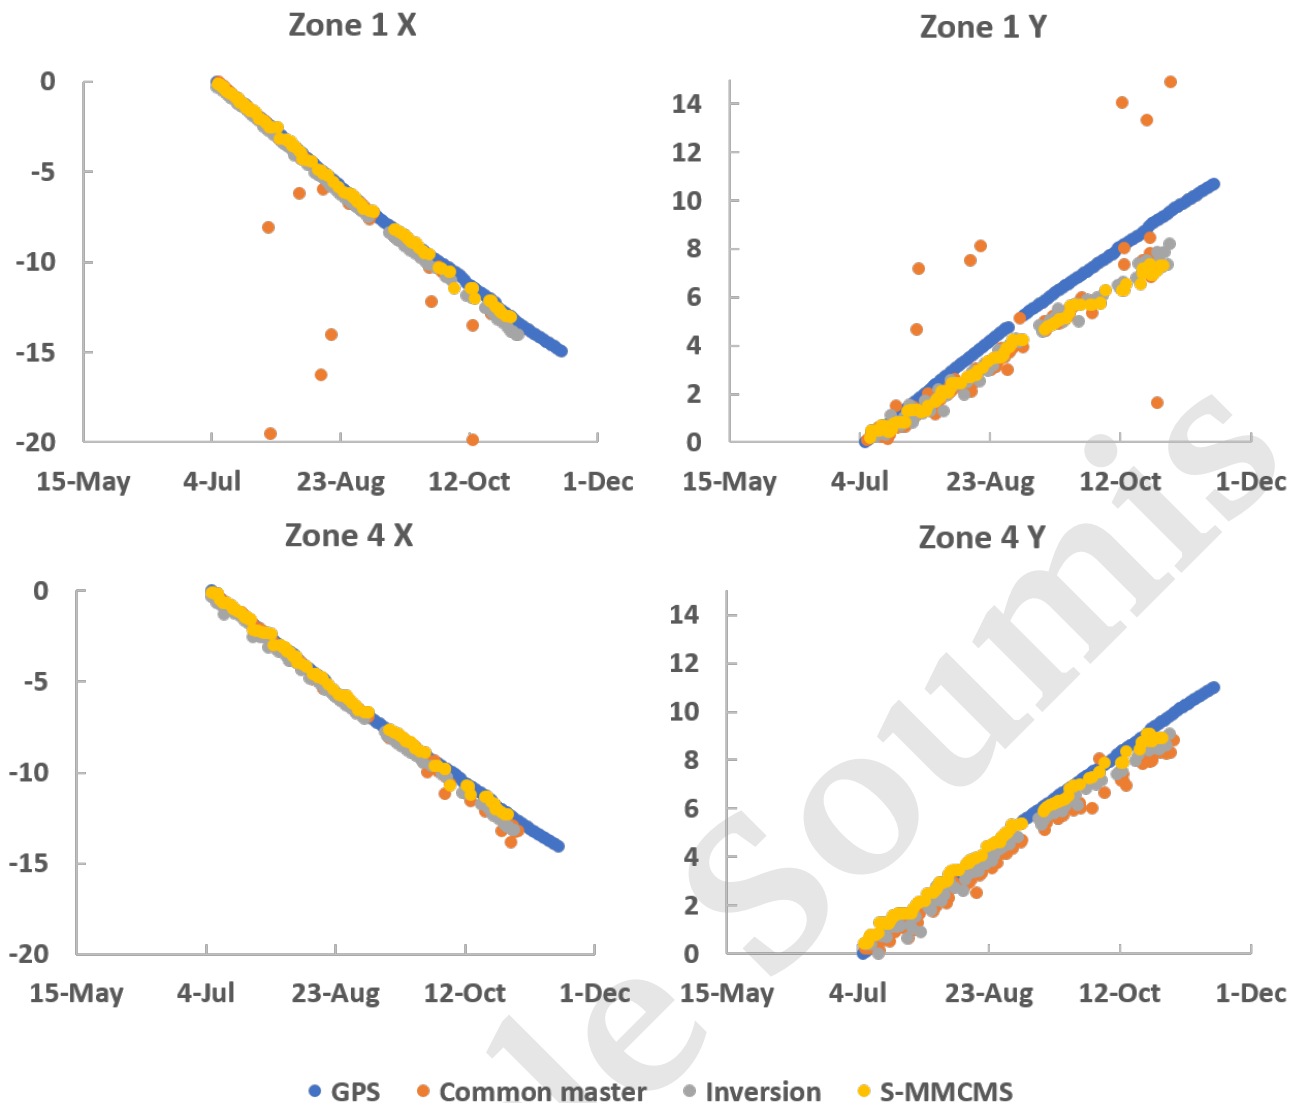 Zone 1 X
0
-5
-10
-15
-20
15-May 4-Jul 23-Aug 12-Oct 1-Dec
Zone 1 Y
14
12
10
8
6
4
2
0
15-May 4-Jul 23-Aug 12-Oct 1-Dec
Zone 4 X
0
-5
-10
-15
-20
15-May 4-Jul 23-Aug 12-Oct 1-Dec
Zone 4 Y
14
12
10
8
6
4
2
0
15-May 4-Jul 23-Aug 12-Oct 1-Dec
GPS Common master Inversion S-MMCMS
le Soumis